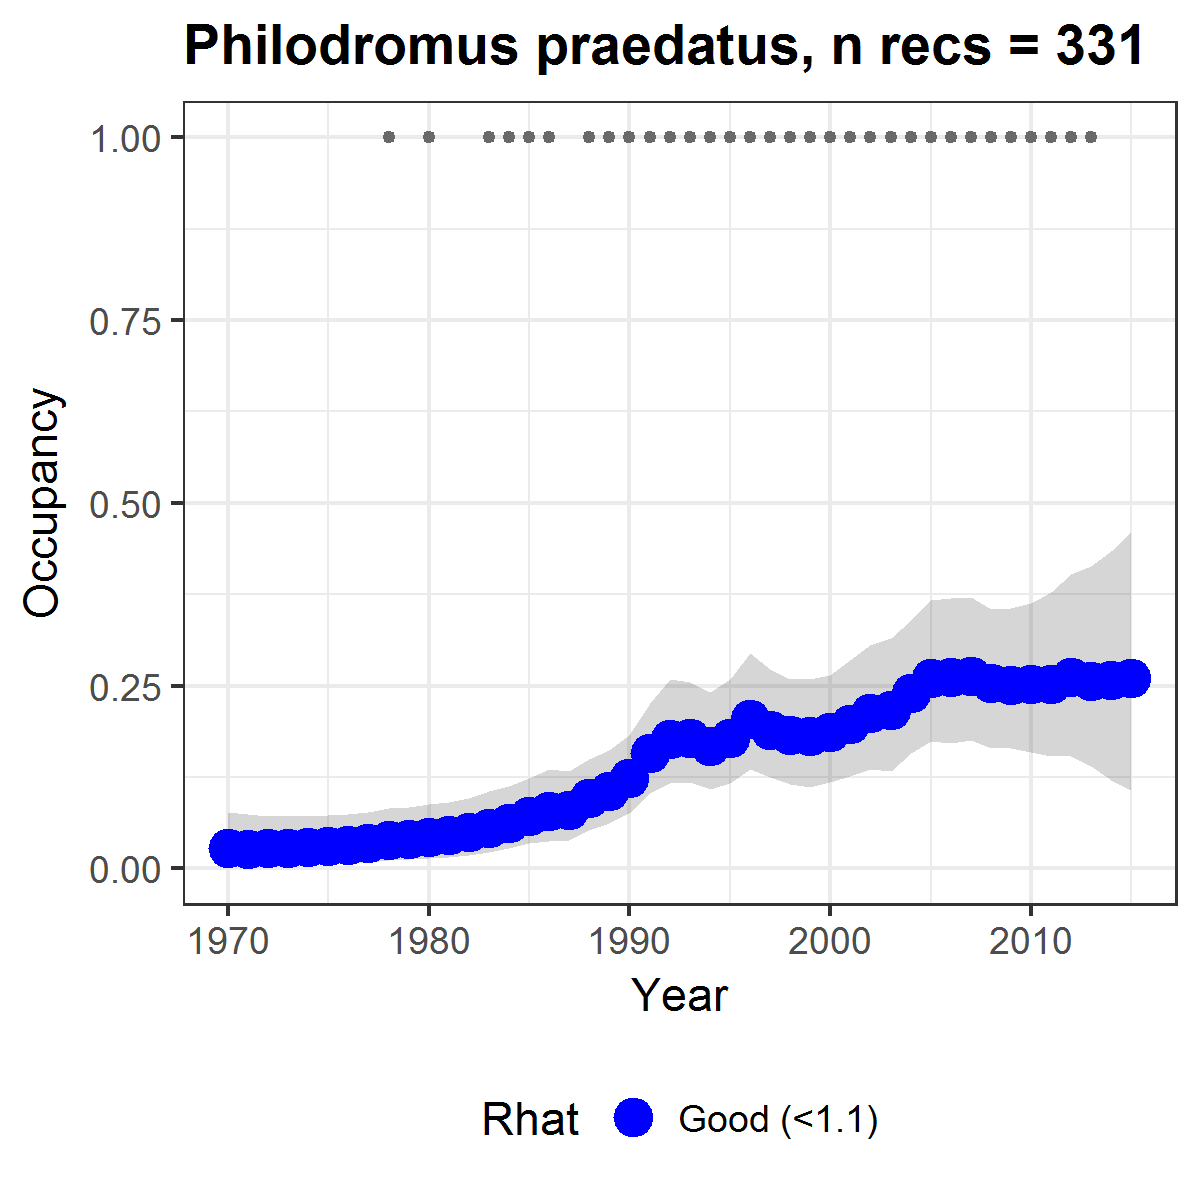 Philodromus praedatus, n recs = 331
1.00
0.75
0.50
0.25
0.00
Occupancy
1970 1980 1990 2000 2010
Year
Rhat Good (<1.1)